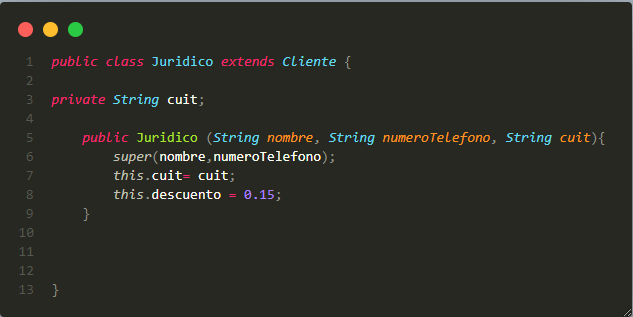 1 public class Juridico extends Cliente {
2
3 private String cuit;
4
5     public Juridico (String nombre, String numeroTelefono, String cuit){
6         super(nombre,numeroTelefono);
7         this.cuit= cuit;
8         this.descuento = 0.15;
9     }
10
11
12
13 }